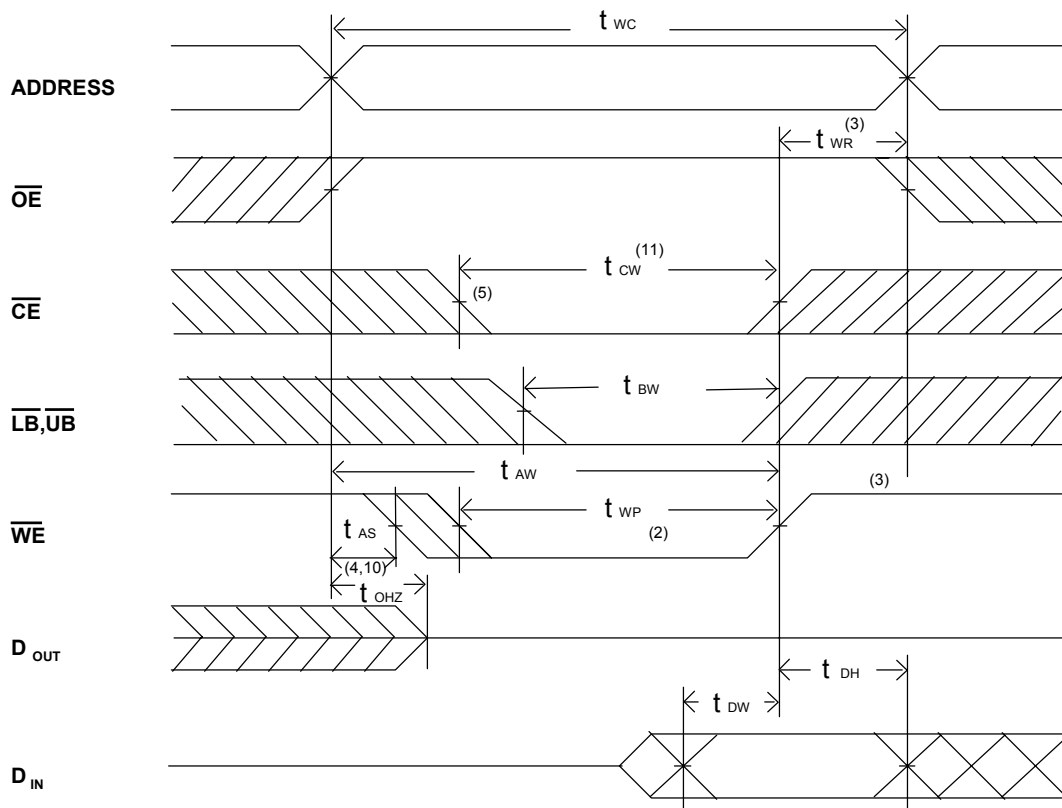 t WC
ADDRESS
t WR (3)
OE
t CW (11)
CE
(5)
t BW
LB,UB
t AW
(3)
WE
t WP
(2)
t AS
(4,10)
t OHZ
D OUT
t DH
t DW
D IN